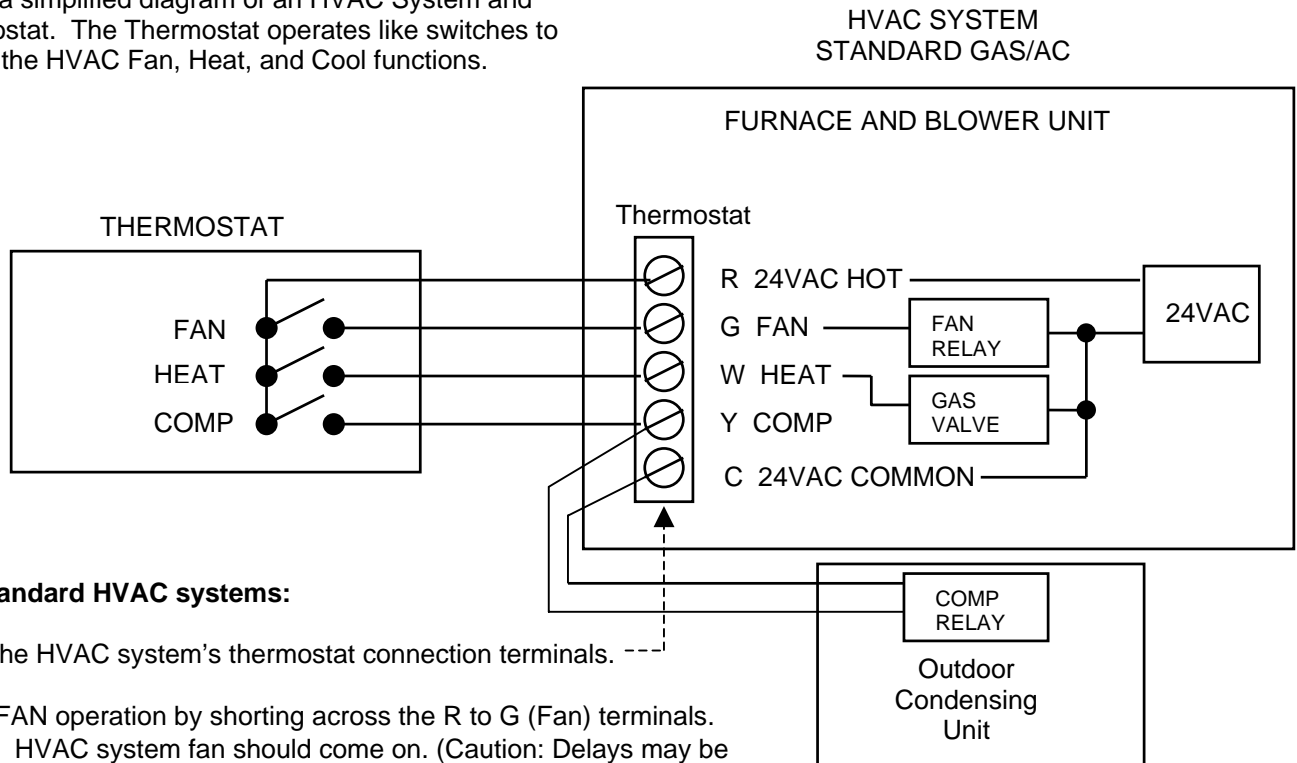 a simplified diagram of an HVAC System and
ostat. The Thermostat operates like switches to
the HVAC Fan, Heat, and Cool functions.
HVAC SYSTEM
STANDARD GAS/AC
FURNACE AND BLOWER UNIT
THERMOSTAT
Thermostat
FAN
HEAT
COMP
R 24VAC HOT
G FAN
W HEAT
Y COMP
C 24VAC COMMON
FAN
RELAY
GAS
VALVE
24VAC
andard HVAC systems:
he HVAC system's thermostat connection terminals.
FAN operation by shorting across the R to G (Fan) terminals.
HVAC system fan should come on. (Caution: Delays may be
COMP
RELAY
Outdoor
Condensing
Unit